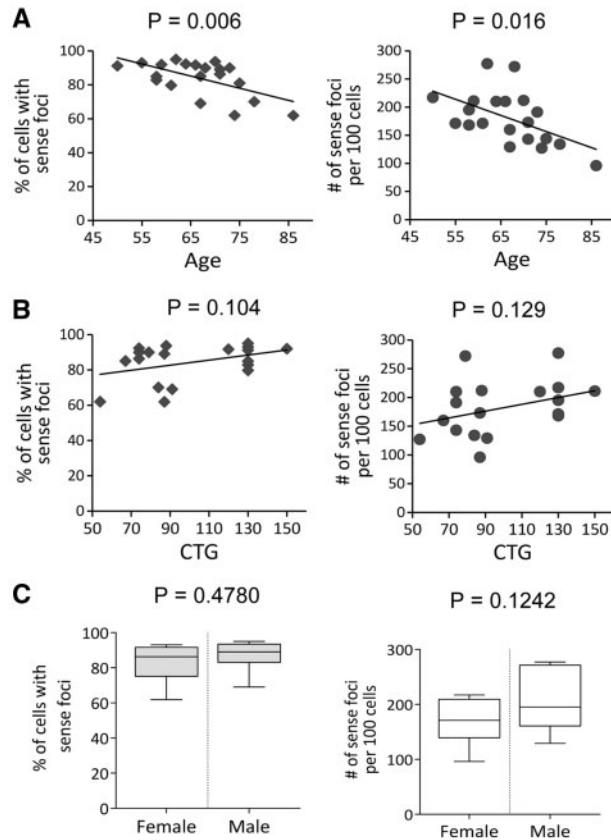 A
P = 0.006
% of cells with
sense foci
100
80
60
40
20
0
45 55 65 75 85
Age
P = 0.016
# of sense foci
per 100 cells
300
250
200
150
100
50
0
45 55 65 75 85
Age
B
P = 0.104
% of cells with
sense foci
100
80
60
40
20
0
50 70 90 110 130 150
CTG
P = 0.129
# of sense foci
per 100 cells
300
250
200
150
100
50
0
50 70 90 110 130 150
CTG
C
P = 0.4780
% of cells with
sense foci
100
80
60
40
20
0
Female Male
P = 0.1242
# of sense foci
per 100 cells
300
200
100
0
Female Male